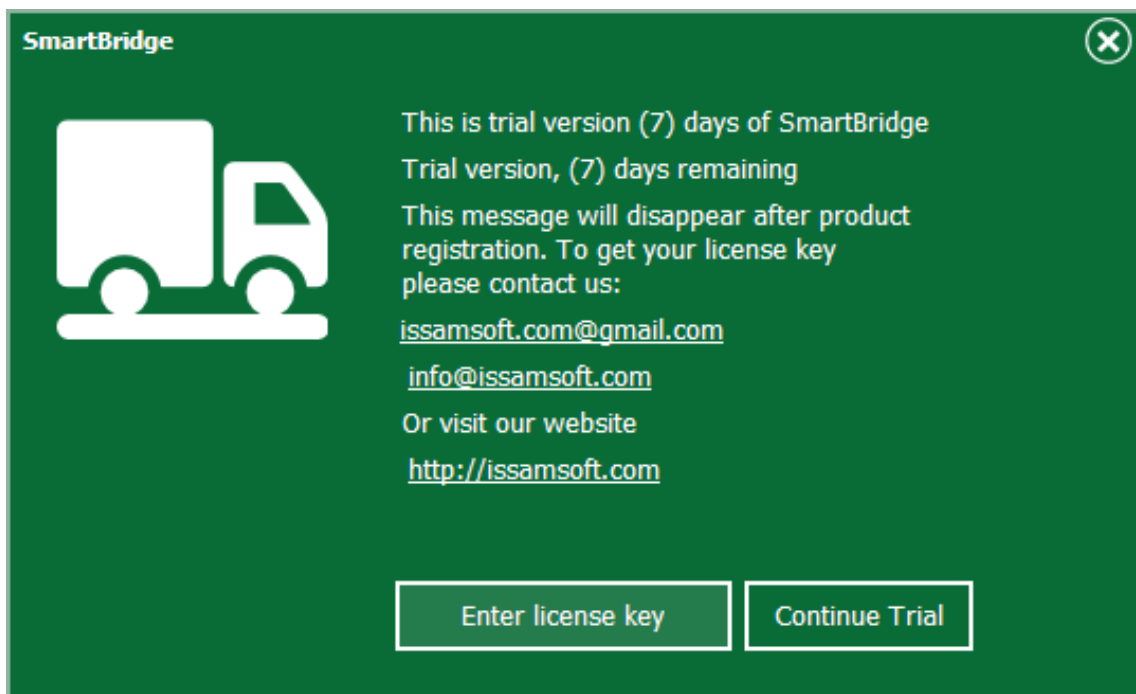 SmartBridge
This is trial version (7) days of SmartBridge
Trial version, (7) days remaining
This message will disappear after product
registration. To get your license key
please contact us:
issamsoft.com@gmail.com
info@issamsoft.com
Or visit our website
http://issamsoft.com
Enter license key
Continue Trial